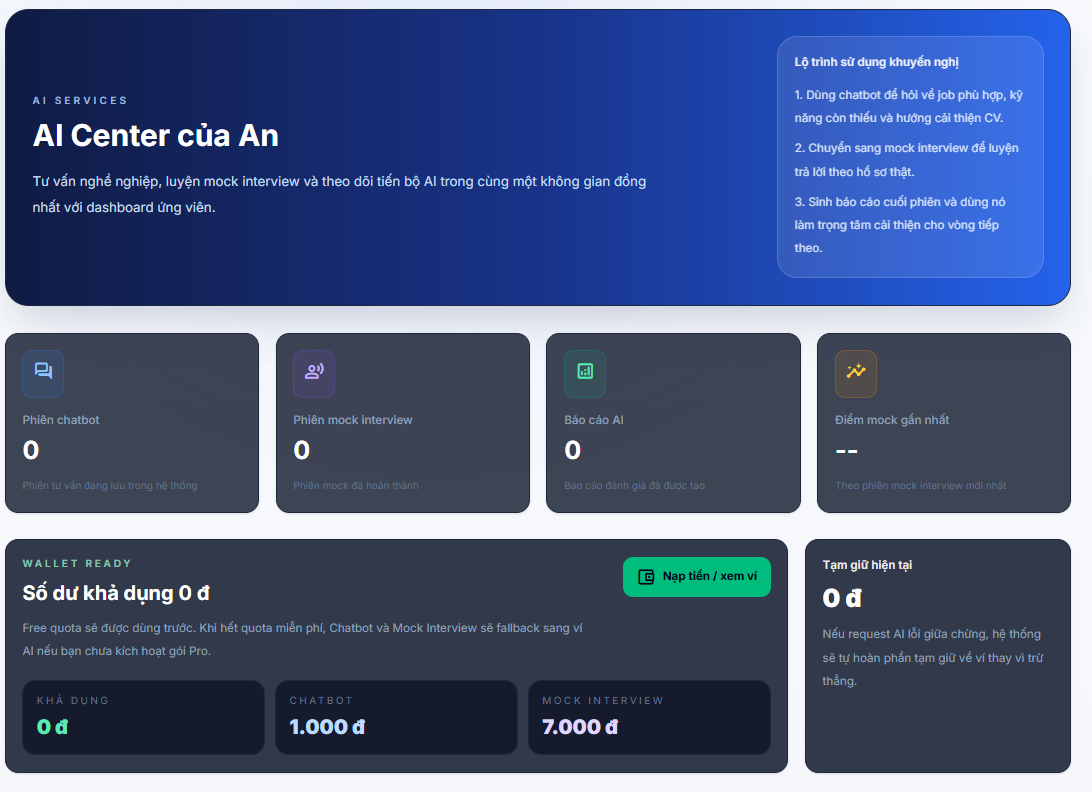 AI SERVICES
AI Center của An
Tư vấn nghề nghiệp, luyện mock interview và theo dõi tiến bộ AI trong cùng một không gian đồng
nhất với dashboard ứng viên.
Lộ trình sử dụng khuyến nghị
1. Dùng chatbot để hỏi về job phù hợp, kỹ
năng còn thiếu và hướng cải thiện CV.
2. Chuyển sang mock interview để luyện
trả lời theo hồ sơ thật.
3. Sinh báo cáo cuối phiên và dùng nó
làm trọng tâm cải thiện cho vòng tiếp
theo.
Phiên chatbot
0
Phiên tư vấn đang lưu trong hệ thống
Phiên mock interview
0
Phiên mock đã hoàn thành
Báo cáo AI
0
Báo cáo đánh giá đã được tạo
Điểm mock gần nhất
--
Theo phiên mock interview mới nhất
WALLET READY
Số dư khả dụng 0 đ
Free quota sẽ được dùng trước. Khi hết quota miễn phí, Chatbot và Mock Interview sẽ fallback sang ví
AI nếu bạn chưa kích hoạt gói Pro.
Nạp tiền / xem ví
KHẢ DỤNG
0 đ
CHATBOT
1.000 đ
MOCK INTERVIEW
7.000 đ
Tạm giữ hiện tại
0 đ
Nếu request AI lỗi giữa chừng, hệ thống
sẽ tự hoàn phần tạm giữ về ví thay vì trừ
thẳng.